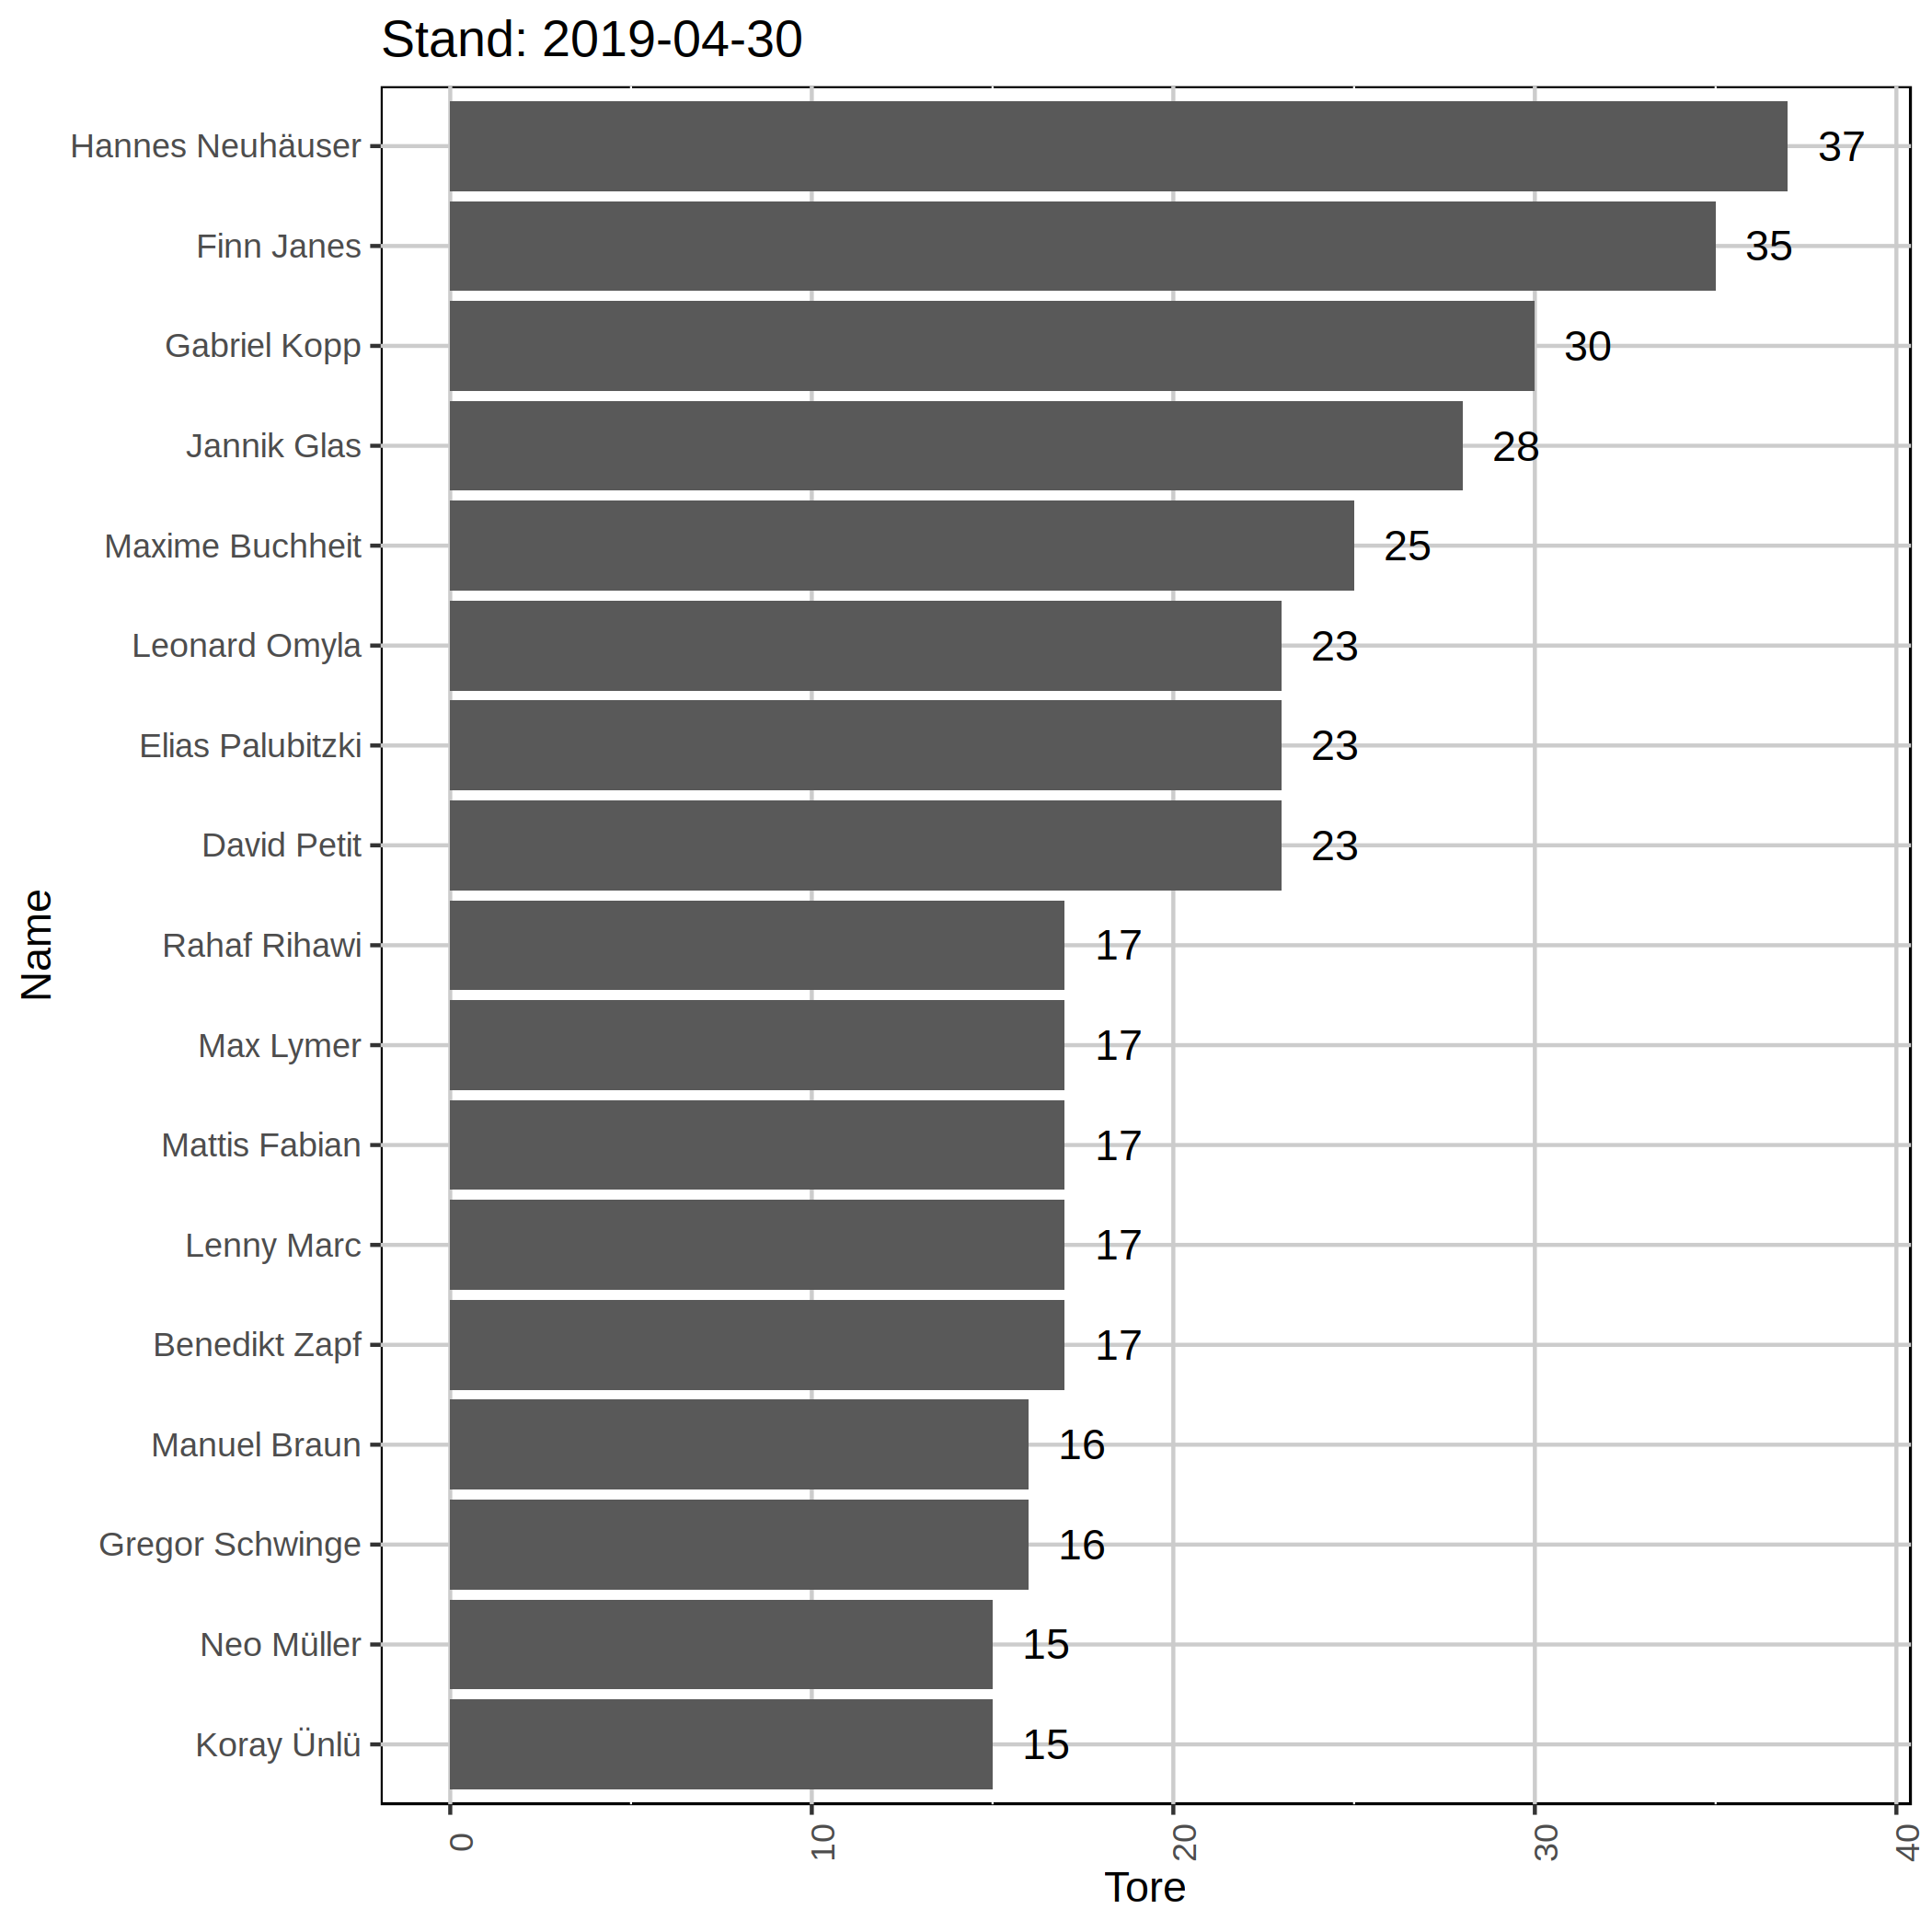 Stand: 2019-04-30
Hannes Neuhäuser 37
Finn Janes 35
Gabriel Kopp 30
Jannik Glas 28
Maxime Buchheit 25
Leonard Omyla 23
Elias Palubitzki 23
David Petit 23
Rahaf Rihawi 17
Max Lymer 17
Mattis Fabian 17
Lenny Marc 17
Benedikt Zapf 17
Manuel Braun 16
Gregor Schwinge 16
Neo Müller 15
Koray Ünlü 15
Name
0 10 20 30 40
Tore